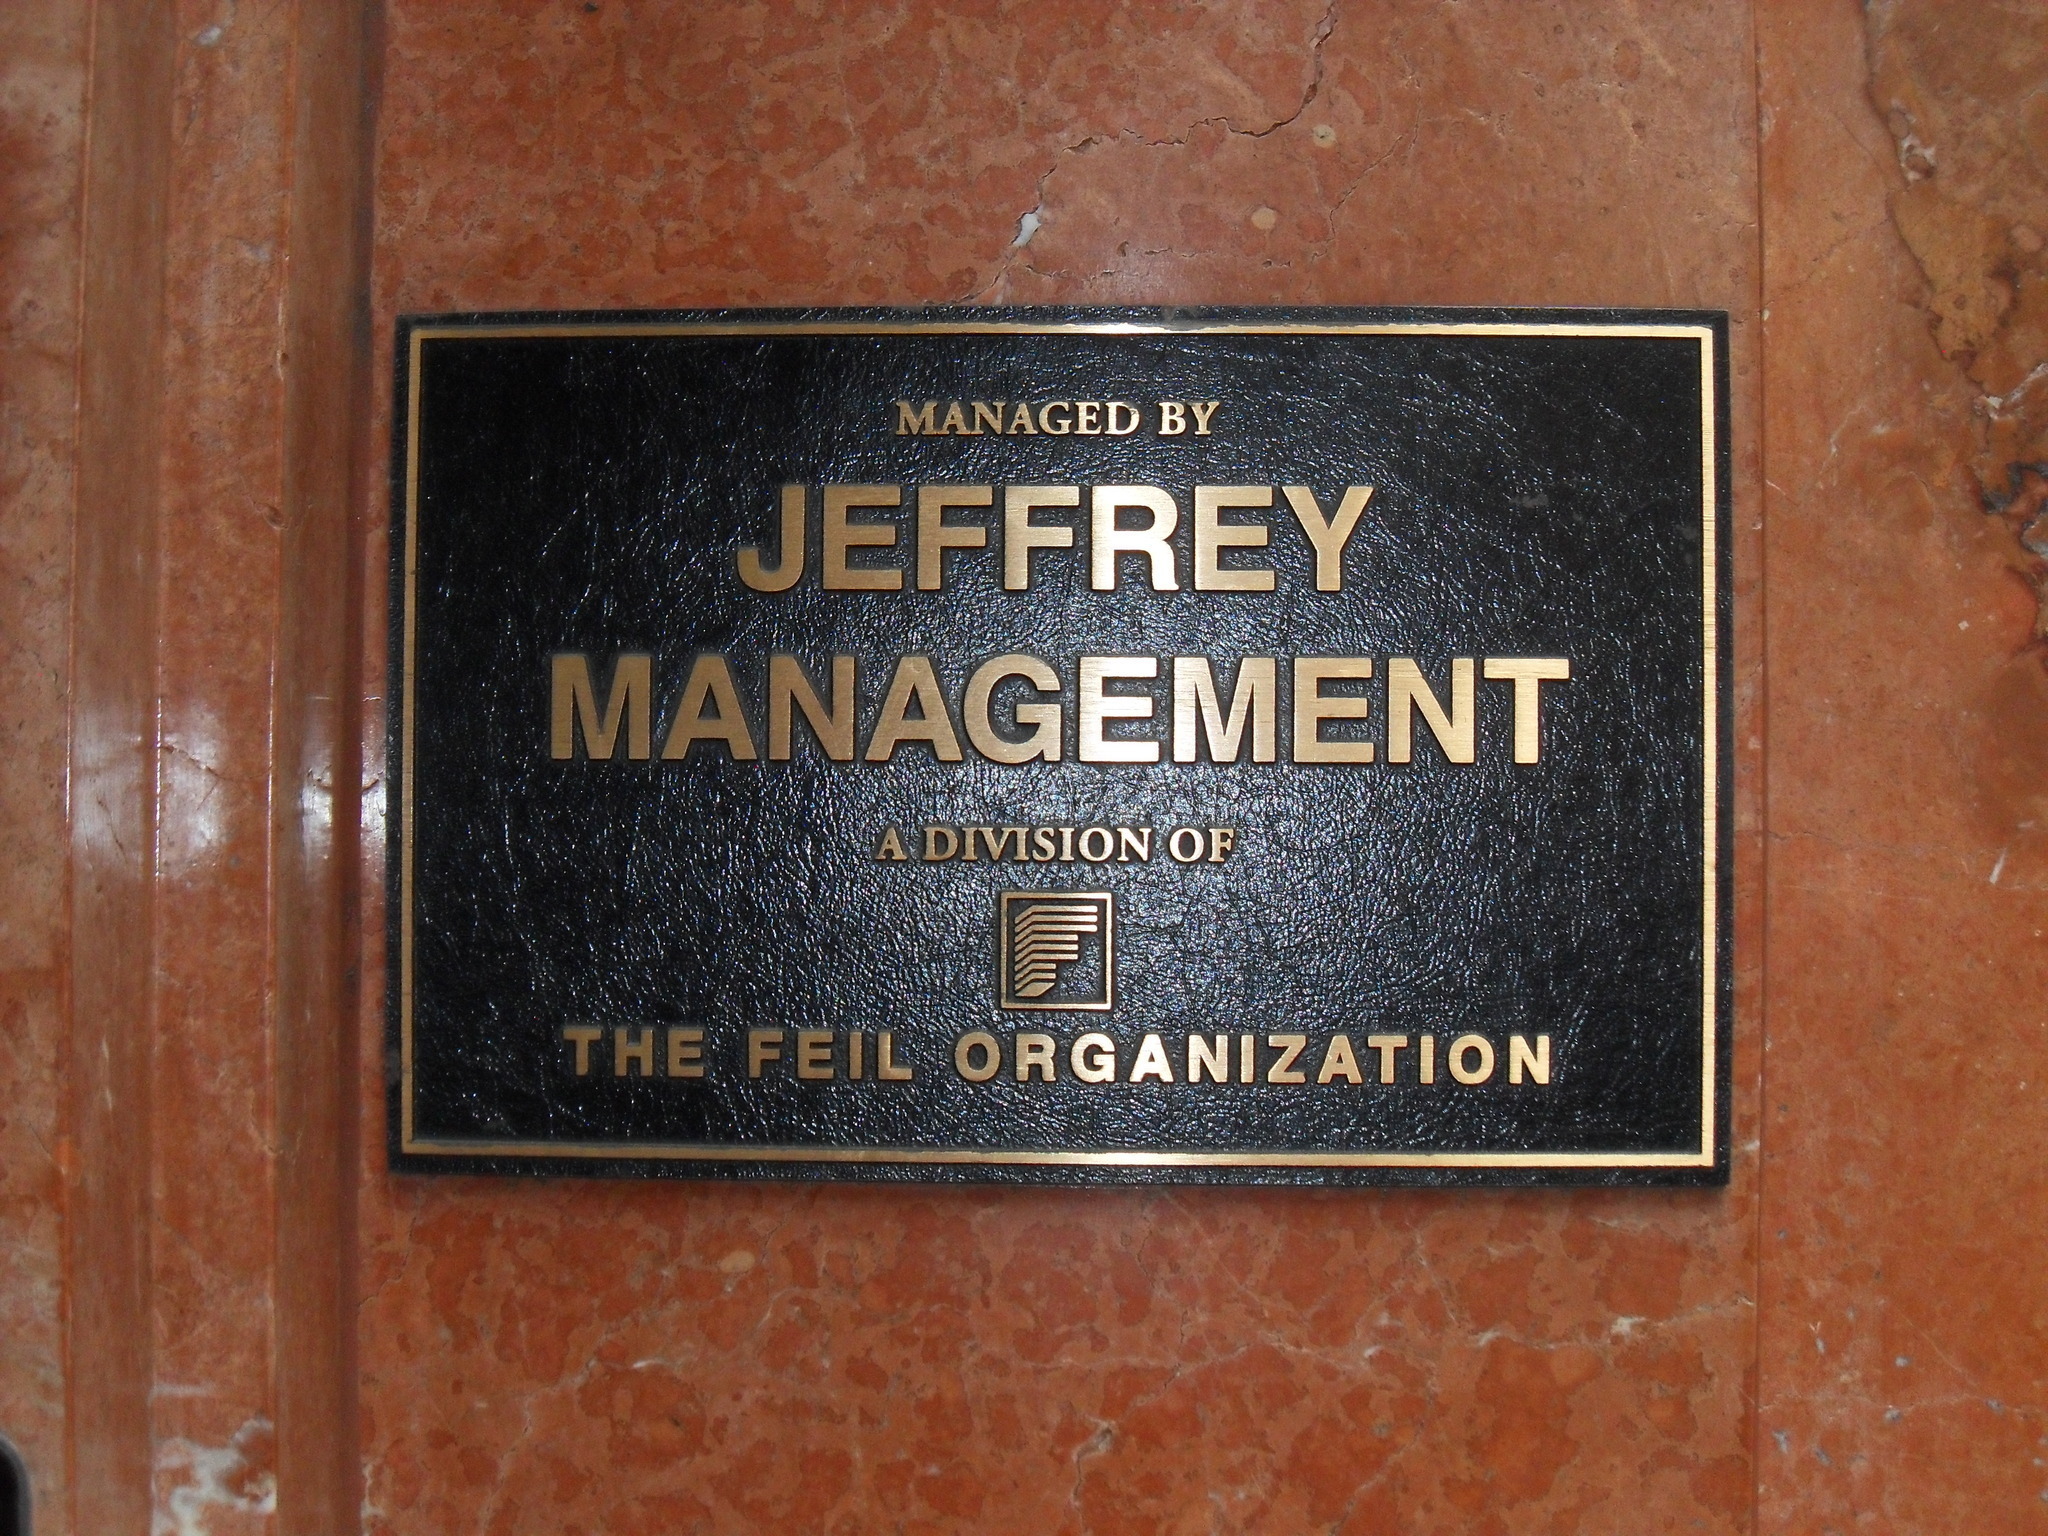 MANAGED BY
JEFFREY
MANAGEMENT
A DIVISION OF
THE FEIL ORGANIZATION